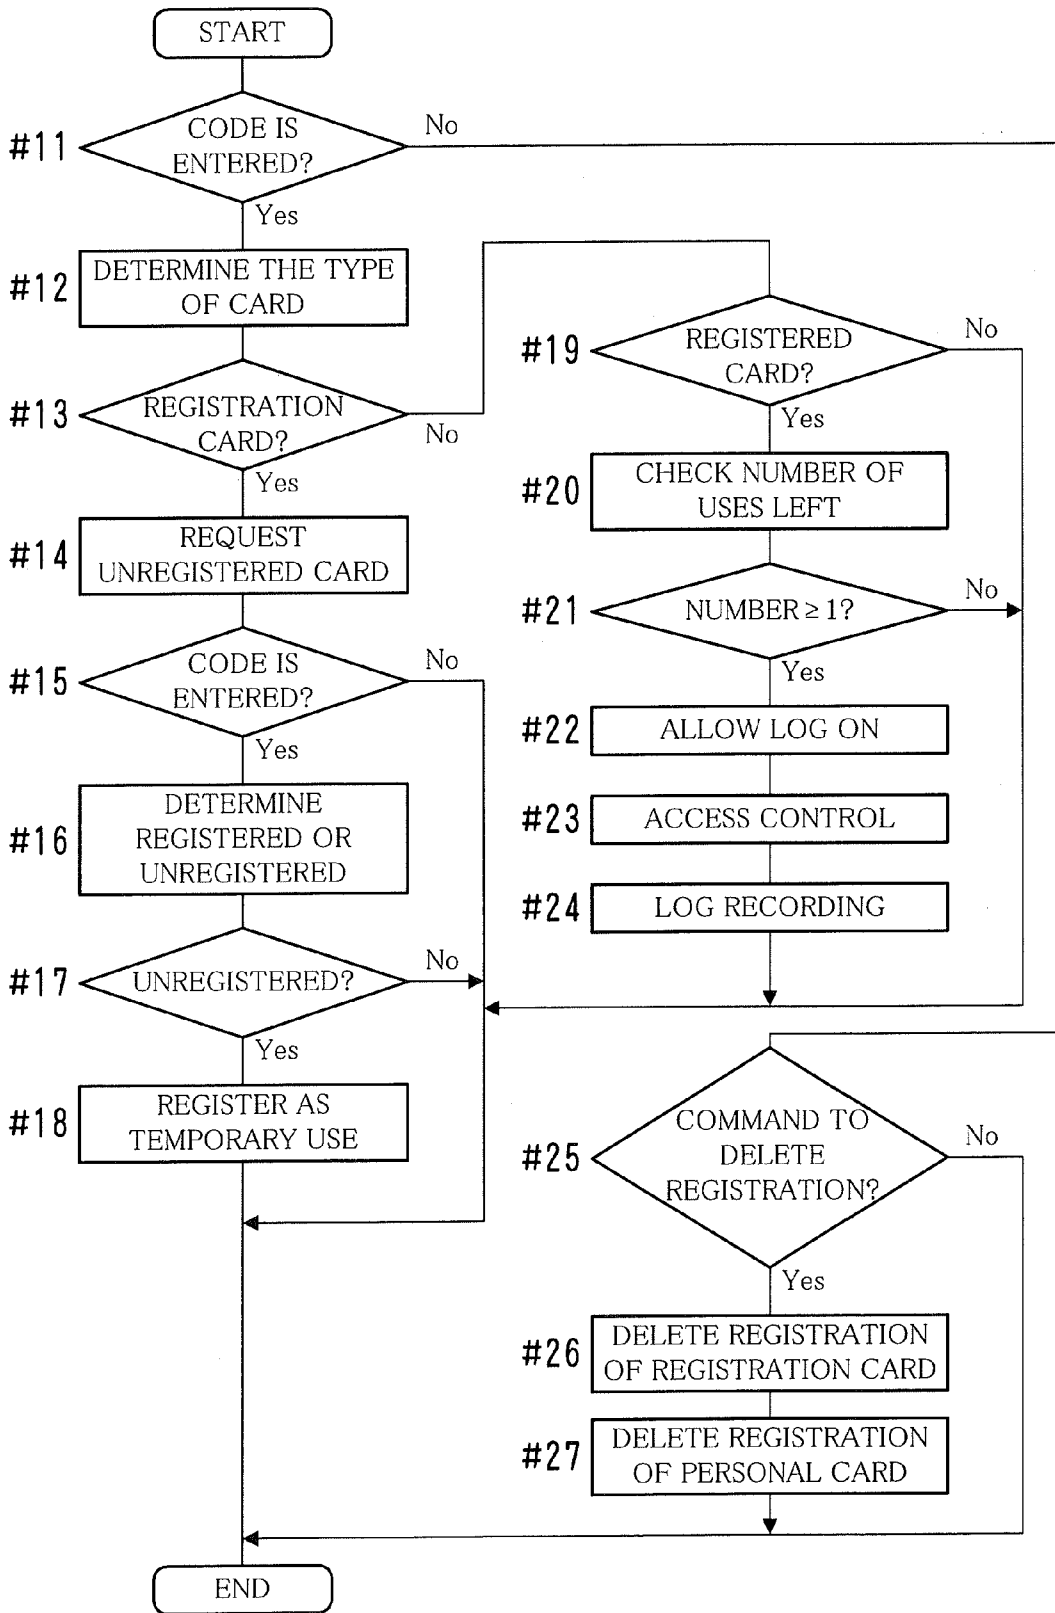 START
#11
CODE IS
ENTERED?
No
Yes
#12
DETERMINE THE TYPE
OF CARD
#13
REGISTRATION
CARD?
No
Yes
#14
REQUEST
UNREGISTERED CARD
#15
CODE IS
ENTERED?
No
Yes
#16
DETERMINE
REGISTERED OR
UNREGISTERED
#17
UNREGISTERED?
No
Yes
#18
REGISTER AS
TEMPORARY USE
#19
REGISTERED
CARD?
No
Yes
#20
CHECK NUMBER OF
USES LEFT
#21
NUMBER ≥ 1?
No
Yes
#22
ALLOW LOG ON
#23
ACCESS CONTROL
#24
LOG RECORDING
#25
COMMAND TO
DELETE
REGISTRATION?
No
Yes
#26
DELETE REGISTRATION
OF REGISTRATION CARD
#27
DELETE REGISTRATION
OF PERSONAL CARD
END